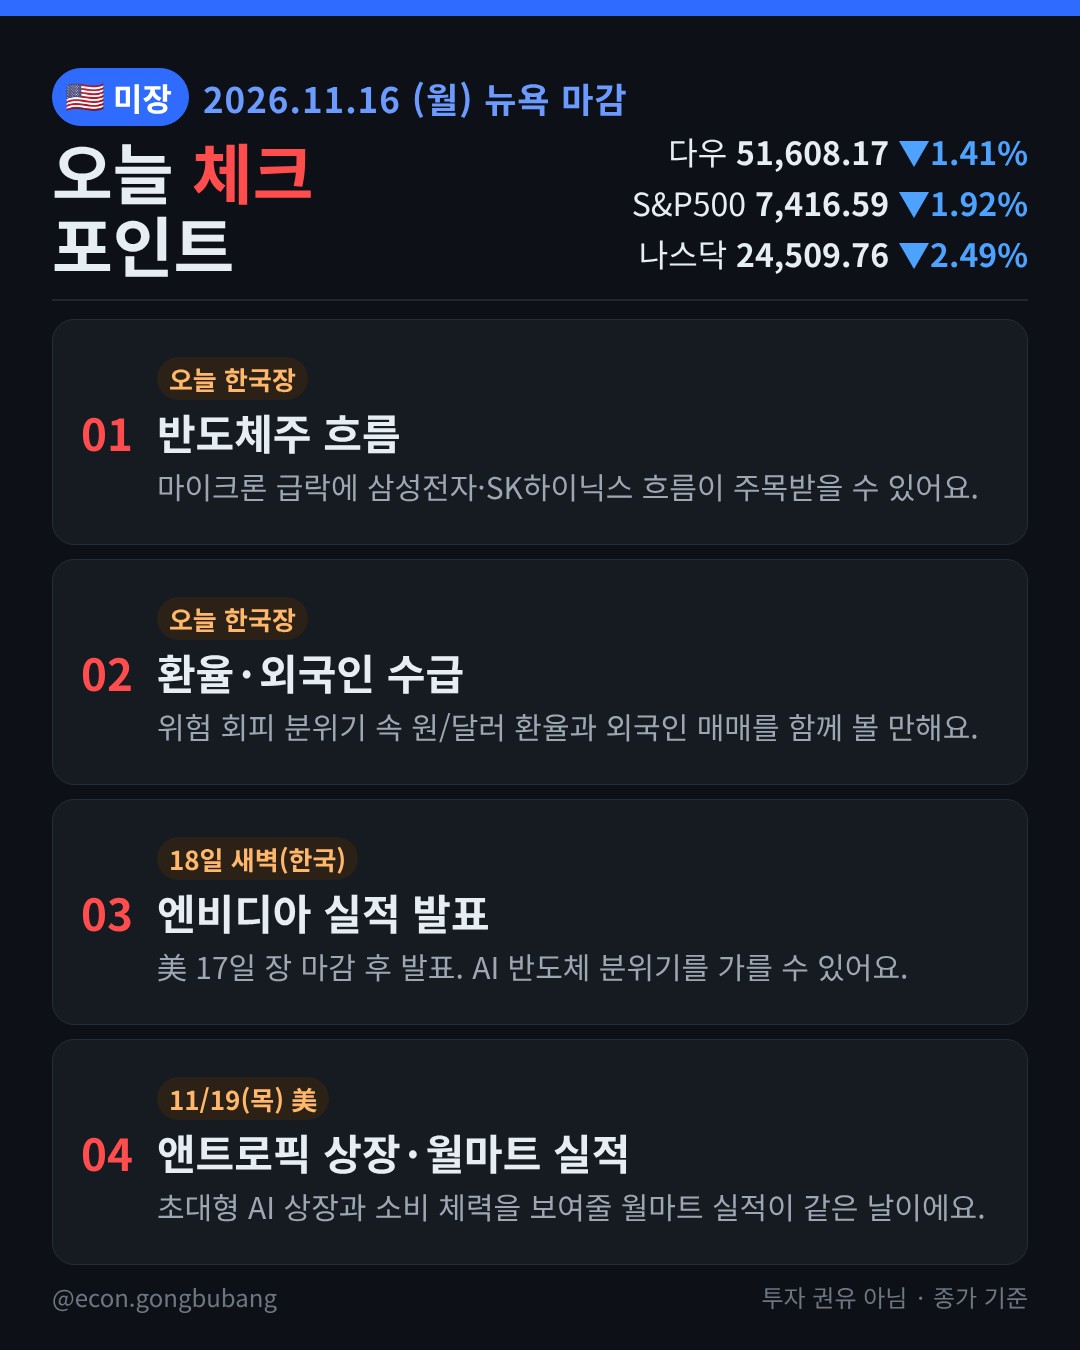 🇺🇸 미장 2026.11.16 (월) 뉴욕 마감
오늘 체크
포인트
다우 51,608.17 ▼1.41%
S&P500 7,416.59 ▼1.92%
나스닥 24,509.76 ▼2.49%
오늘 한국장
01 반도체주 흐름
마이크론 급락에 삼성전자·SK하이닉스 흐름이 주목받을 수 있어요.
오늘 한국장
02 환율·외국인 수급
위험 회피 분위기 속 원/달러 환율과 외국인 매매를 함께 볼 만해요.
18일 새벽(한국)
03 엔비디아 실적 발표
美 17일 장 마감 후 발표. AI 반도체 분위기를 가를 수 있어요.
11/19(목) 美
04 앤트로픽 상장·월마트 실적
초대형 AI 상장과 소비 체력을 보여줄 월마트 실적이 같은 날이에요.
@econ.gongbubang
투자 권유 아님 · 종가 기준